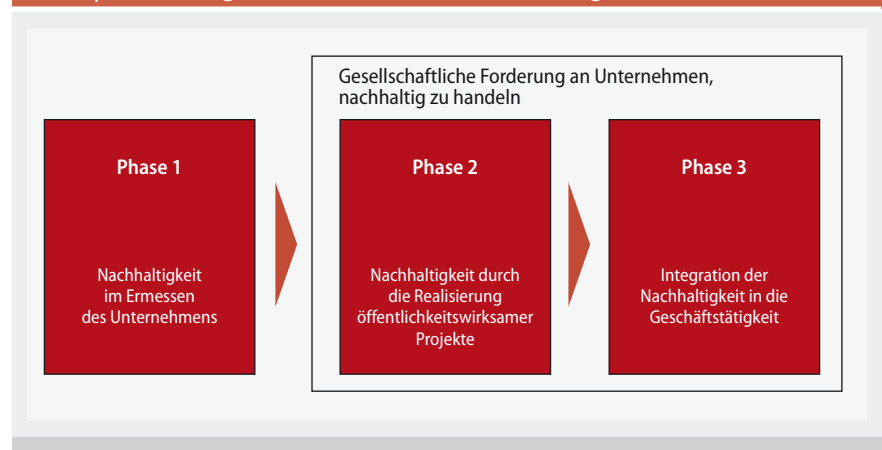 Gesellschaftliche Forderung an Unternehmen,
nachhaltig zu handeln
Phase 1
Nachhaltigkeit
im Ermessen
des Unternehmens
Phase 2
Nachhaltigkeit durch
die Realisierung
öffentlichkeitswirksamer
Projekte
Phase 3
Integration der
Nachhaltigkeit in die
Geschäftstätigkeit